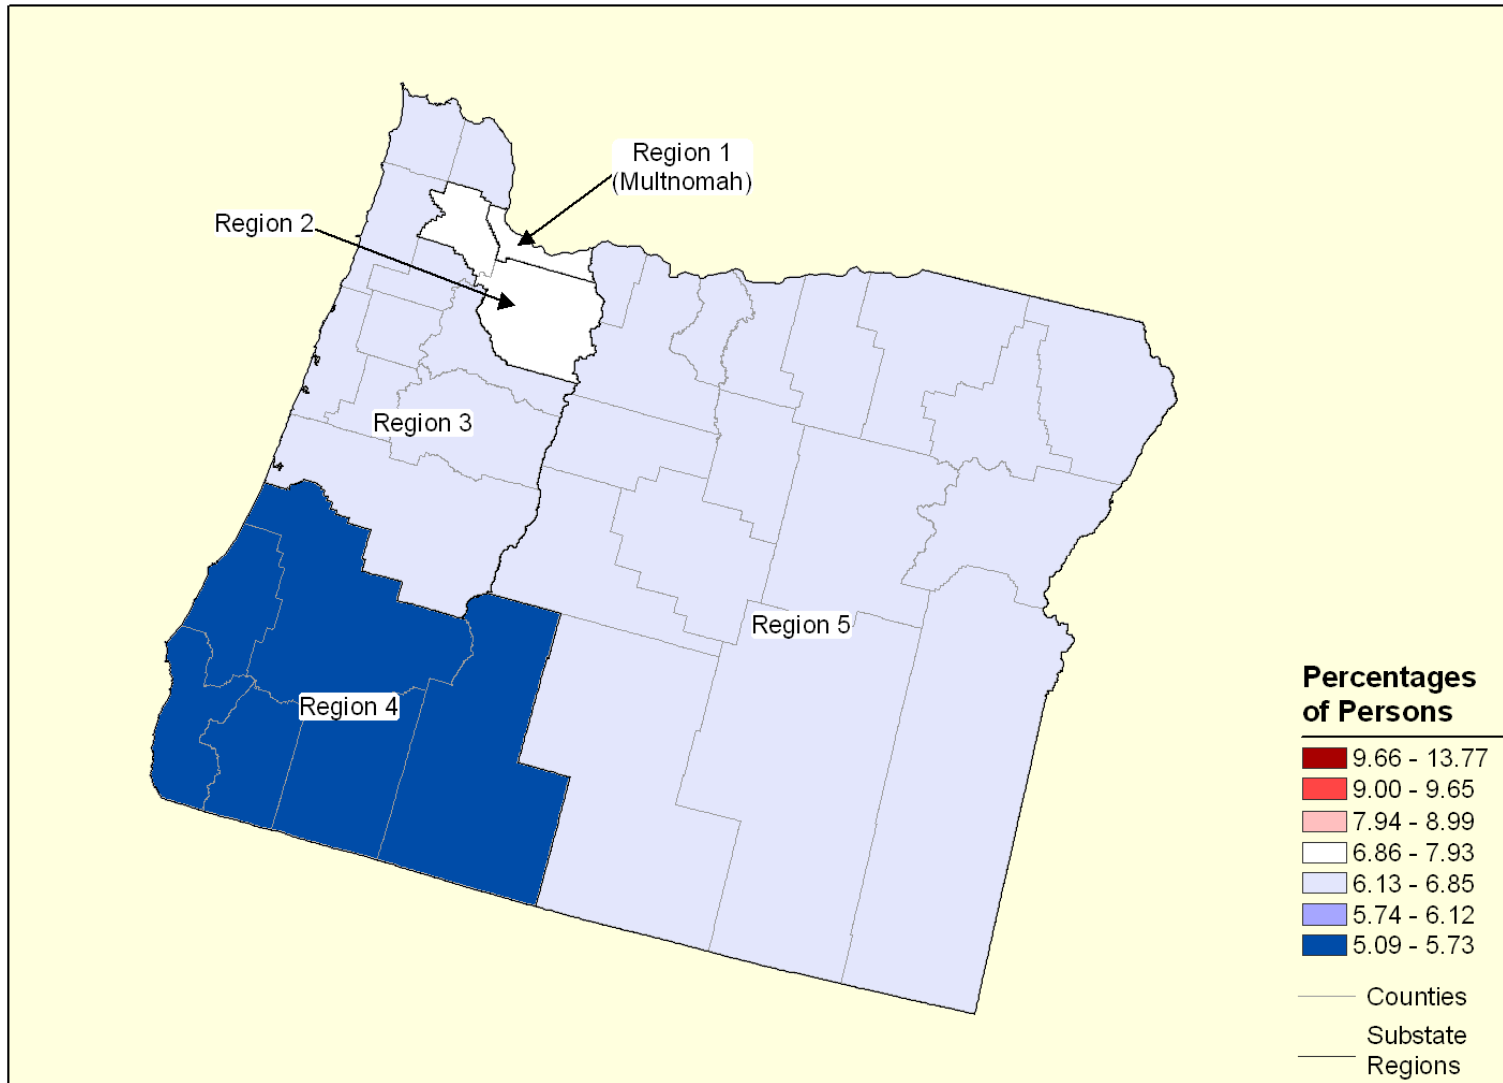 Region 1
(Multnomah)
Region 2
Region 3
Region 5
Region 4
Percentages
of Persons
9.66 - 13.77
9.00 - 9.65
7.94 - 8.99
6.86 - 7.93
6.13 - 6.85
5.74 - 6.12
5.09 - 5.73
Counties
Substate
Regions